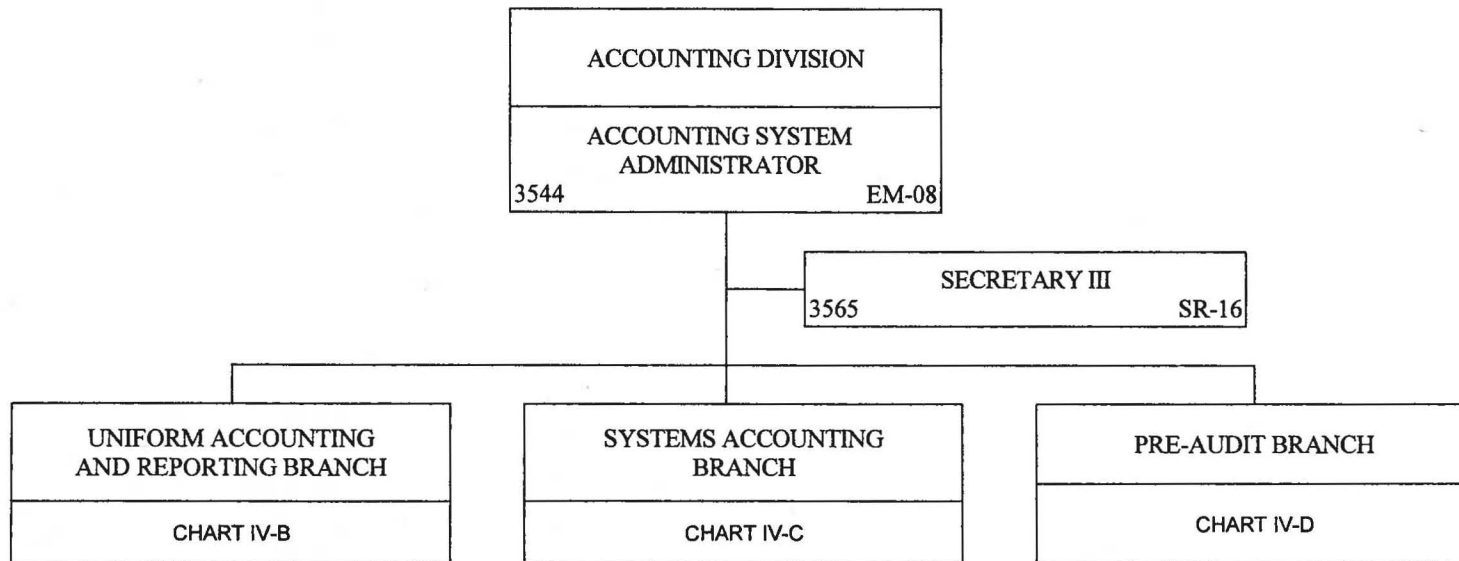 ACCOUNTING DIVISION
ACCOUNTING SYSTEM
ADMINISTRATOR
3544 EM-08
SECRETARY III
3565 SR-16
UNIFORM ACCOUNTING
AND REPORTING BRANCH
CHART IV-B
SYSTEMS ACCOUNTING
BRANCH
CHART IV-C
PRE-AUDIT BRANCH
CHART IV-D